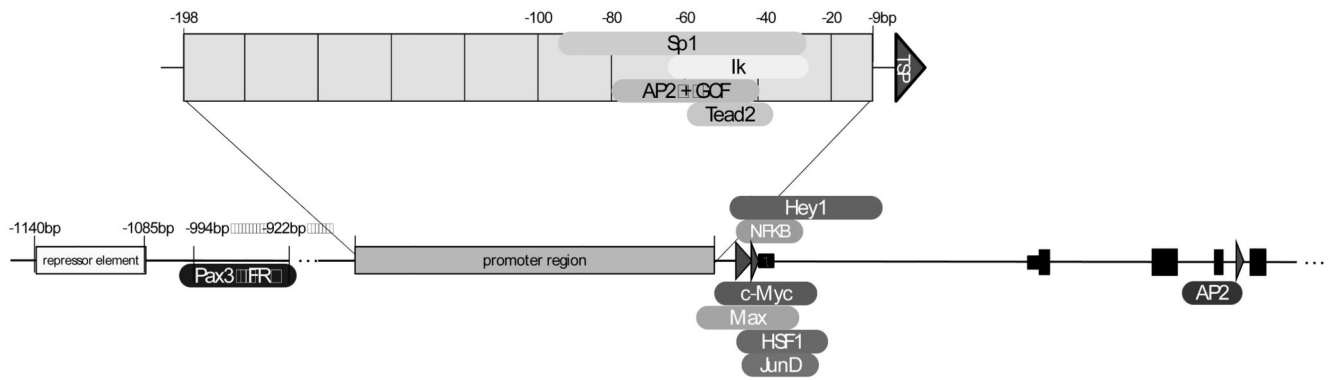 -198 -100 -80 -60 -40 -20 -9bp
Sp1
Ik
TSP
AP2 + GCF
Tead2
Hey1
-1140bp -1085bp -994bp -922bp
NFKB
repressor element ... promoter region 1 ...
Pax3 FR
c-Myc AP2
Max
HSF1
JunD